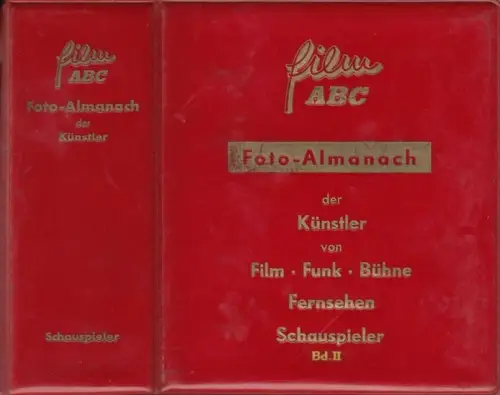 film
ABC
Foto-Almanach
der
Künstler
Schauspieler
film
ABC
Foto-Almanach
der
Künstler
von
Film · Funk · Bühne
Fernsehen
Schauspieler
Bd. II